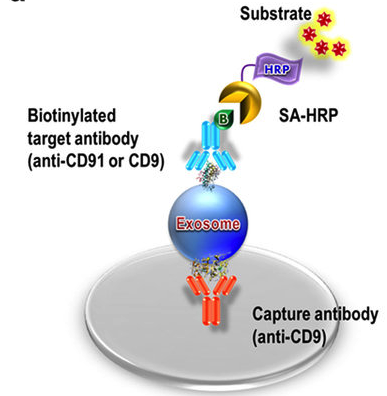 Substrate
HRP
SA-HRP
B
Biotinylated
target antibody
(anti-CD91 or CD9)
Exosome
Capture antibody
(anti-CD9)